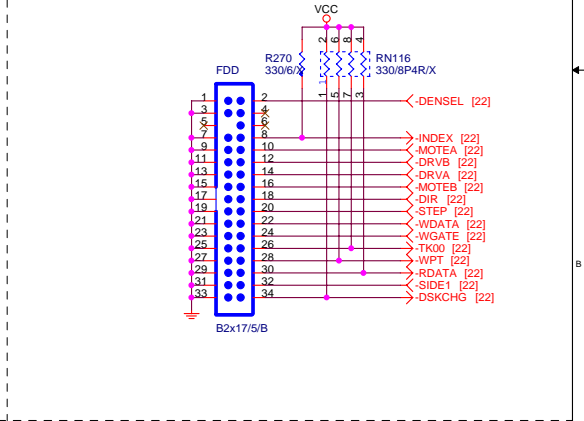 VCC
R270
330/6/X
2 6 8 4
RN116
330/8P4R/X
1 5 7 3
FDD
1 2 -DENSEL [22]
3 4
5 6
7 8 -INDEX [22]
9 10 -MOTEA [22]
11 12 -DRVB [22]
13 14 -DRVA [22]
15 16 -MOTEB [22]
17 18 -DIR [22]
19 20 -STEP [22]
21 22 -WDATA [22]
23 24 -WGATE [22]
25 26 -TK00 [22]
27 28 -WPT [22]
29 30 -RDATA [22]
31 32 -SIDE1 [22]
33 34 -DSKCHG [22]
B2x17/5/B
B